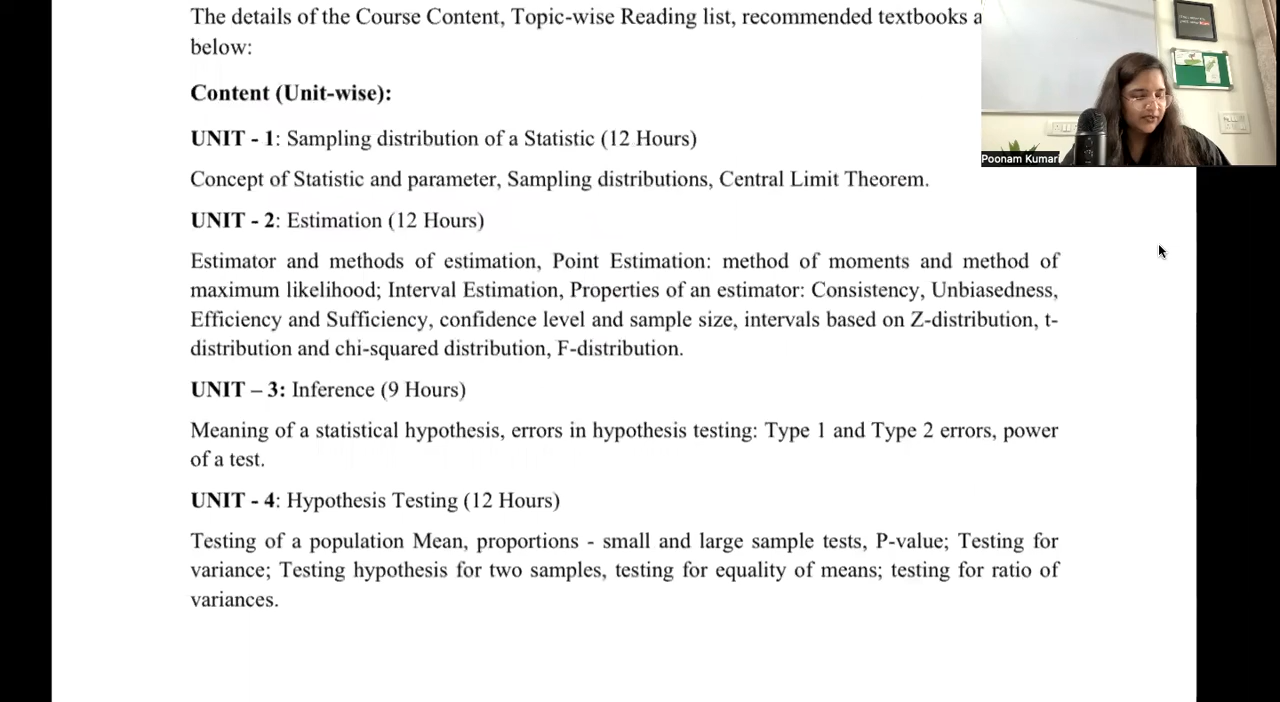 The details of the Course Content, Topic-wise Reading list, recommended textbooks a
below:
Content (Unit-wise):
UNIT - 1: Sampling distribution of a Statistic (12 Hours)
Poonam Kumari
Concept of Statistic and parameter, Sampling distributions, Central Limit Theorem.
UNIT - 2: Estimation (12 Hours)
Estimator and methods of estimation, Point Estimation: method of moments and method of
maximum likelihood; Interval Estimation, Properties of an estimator: Consistency, Unbiasedness,
Efficiency and Sufficiency, confidence level and sample size, intervals based on Z-distribution, t-
distribution and chi-squared distribution, F-distribution.
UNIT – 3: Inference (9 Hours)
Meaning of a statistical hypothesis, errors in hypothesis testing: Type 1 and Type 2 errors, power
of a test.
UNIT - 4: Hypothesis Testing (12 Hours)
Testing of a population Mean, proportions - small and large sample tests, P-value; Testing for
variance; Testing hypothesis for two samples, testing for equality of means; testing for ratio of
variances.